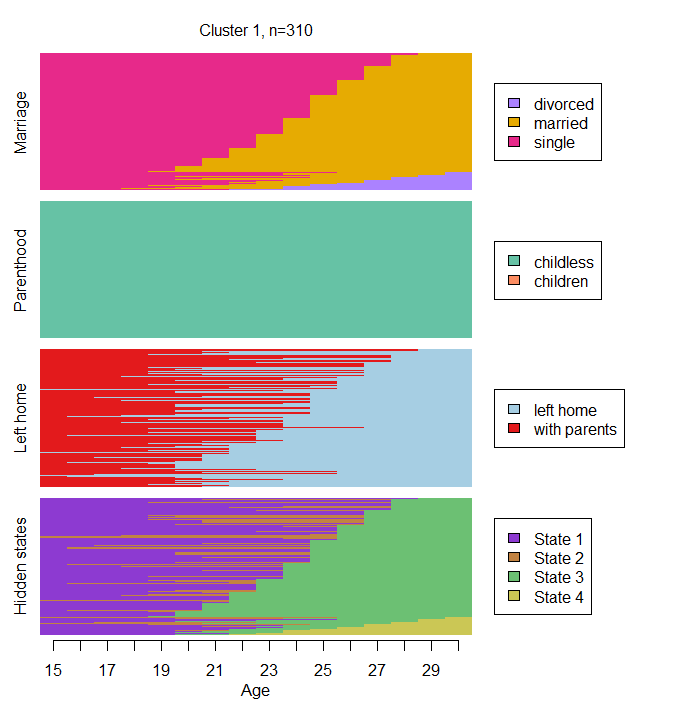 Cluster 1, n=310
Marriage
divorced
married
single
Parenthood
childless
children
Left home
left home
with parents
Hidden states
State 1
State 2
State 3
State 4
15 17 19 21 23 25 27 29
Age